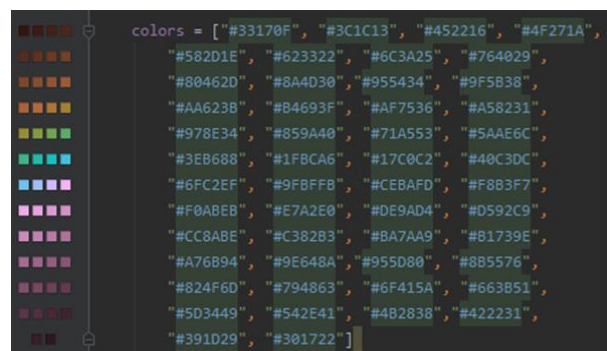 colors = ["#33170F", "#3C1C13", "#452216", "#4F271A",
"#582D1E", "#623322", "#6C3A25", "#764029",
"#80462D", "#8A4D30", "#955434", "#9F5B38",
"#AA623B", "#B4693F", "#AF7536", "#A58231",
"#978E34", "#859A40", "#71A553", "#5AAE6C",
"#3EB688", "#1FBCA6", "#17C0C2", "#40C3DC",
"#6FC2EF", "#9FBFFB", "#CEBAFD", "#F8B3F7",
"#F0ABEB", "#E7A2E0", "#DE9AD4", "#D592C9",
"#CC8ABE", "#C382B3", "#BA7AA9", "#B1739E",
"#A76B94", "#9E648A", "#955D80", "#8B5576",
"#824F6D", "#794863", "#6F415A", "#663B51",
"#5D3449", "#542E41", "#4B2838", "#422231",
"#391D29", "#301722"]